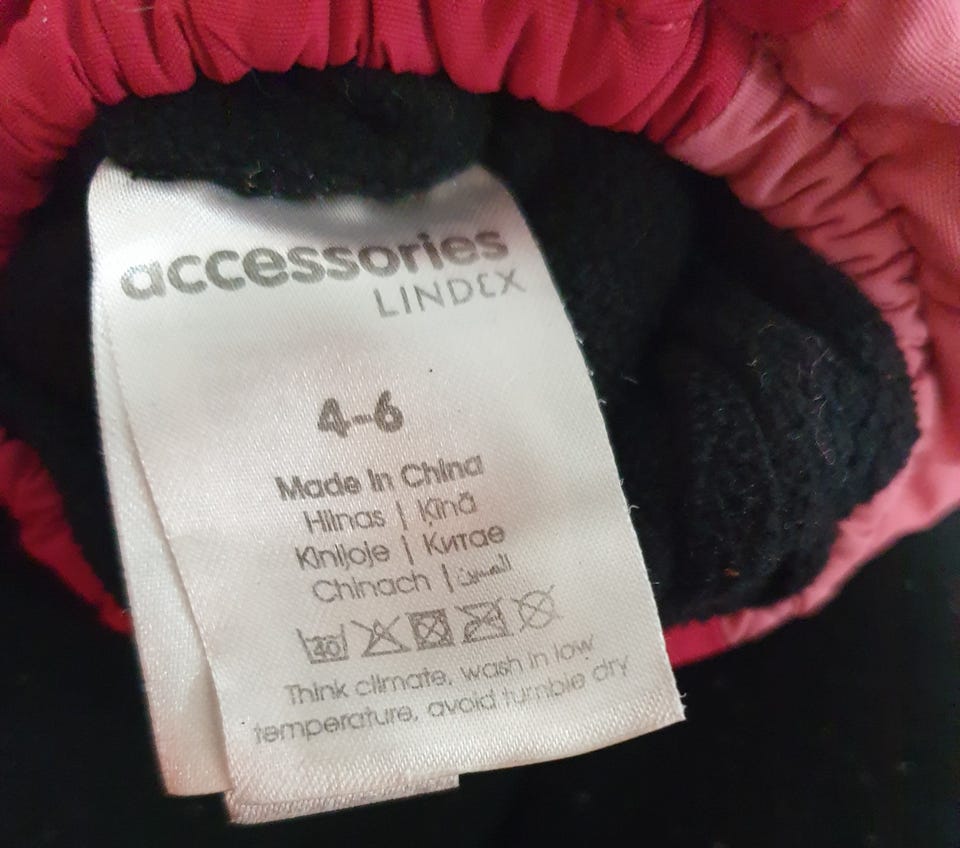 accessories
LINDEX
4-6
Made in China
Hiinas | Ķīnā
Kinijoje | Китае
Chinach | الصين
40
Think climate, wash in low
temperature, avoid tumble dry